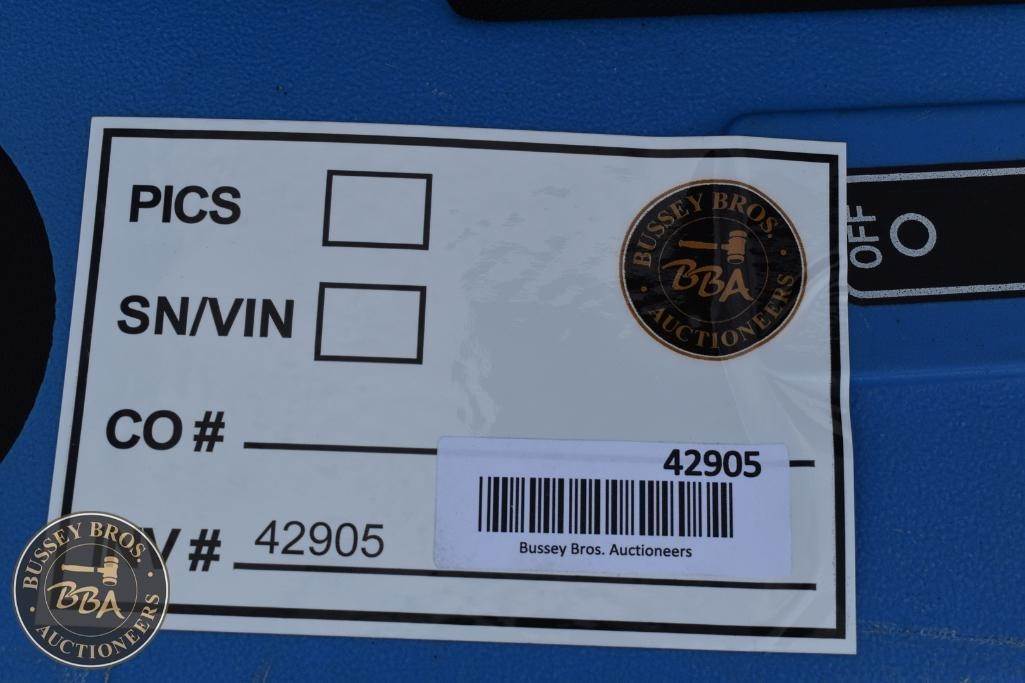 PICS
BUSSEY BROS.
BBA
AUCTIONEERS
OFF
SN/VIN
CO #
42905
Bussey Bros. Auctioneers
V # 42905
BUSSEY BROS.
BBA
AUCTIONEERS